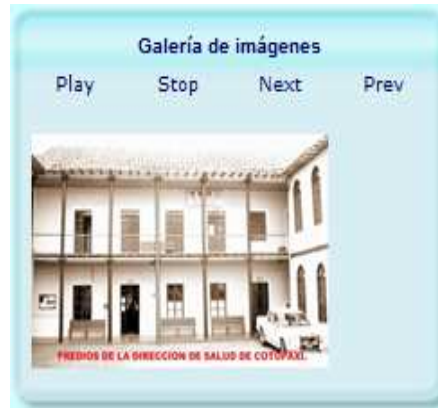 Galería de imágenes
Play Stop Next Prev
PREDIOS DE LA DIRECCION DE SALUD DE COTOPAXI.